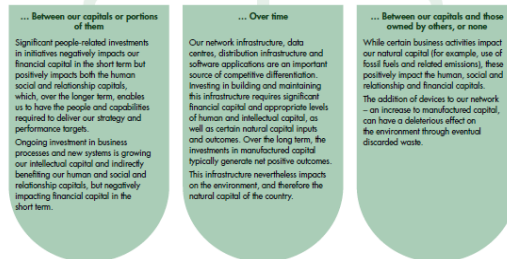 ... Between our capitals or portions
of them
Significant people-related investments
in initiatives negatively impacts our
financial capital in the short term but
positively impacts both the human
social and relationship capitals,
which, over the longer term, enables
us to have the people and capabilities
required to deliver our strategy and
performance targets.
Ongoing investment in business
processes and new systems is growing
our intellectual capital and indirectly
benefiting our human and social and
relationship capitals, but negatively
impacting financial capital in the
short term.
... Over time
Our network infrastructure, data
centres, distribution infrastructure and
software applications are an important
source of competitive differentiation.
Investing in building and maintaining
this infrastructure requires significant
financial capital and appropriate levels
of human and intellectual capital, as
well as certain natural capital inputs
and outcomes. Over the long term, the
investments in manufactured capital
typically generate net positive outcomes.
This infrastructure nevertheless impacts
on the environment, and therefore the
natural capital of the country.
... Between our capitals and those
owned by others, or none
While certain business activities impact
our natural capital (for example, use of
fossil fuels and related emissions), these
positively impact the human, social and
relationship and financial capitals.
The addition of devices to our network
– an increase to manufactured capital,
can have a deleterious effect on
the environment through eventual
discarded waste.